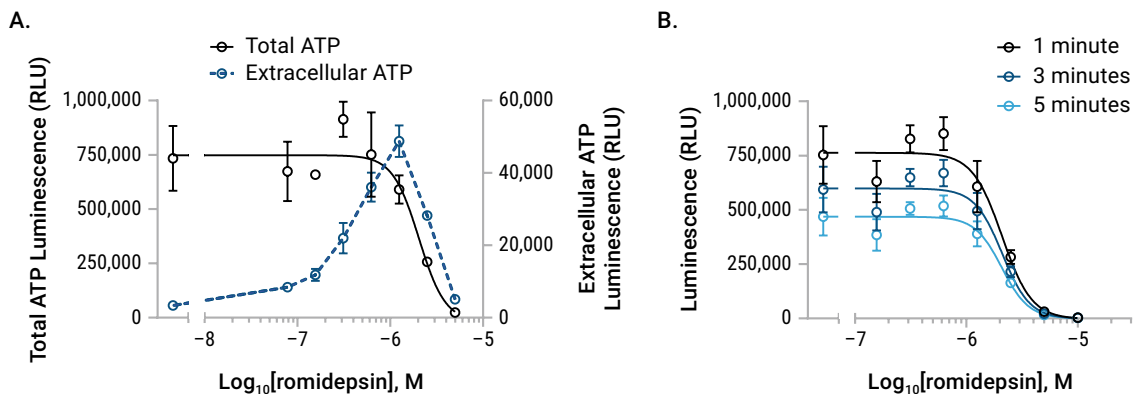 A.
Total ATP
Extracellular ATP
Total ATP Luminescence (RLU)
1,000,000
750,000
500,000
250,000
0
60,000
40,000
20,000
0
Extracellular ATP
Luminescence (RLU)
−8
−7
−6
−5
Log₁₀[romidepsin], M
B.
1 minute
3 minutes
5 minutes
Luminescence (RLU)
1,000,000
750,000
500,000
250,000
0
−7
−6
−5
Log₁₀[romidepsin], M